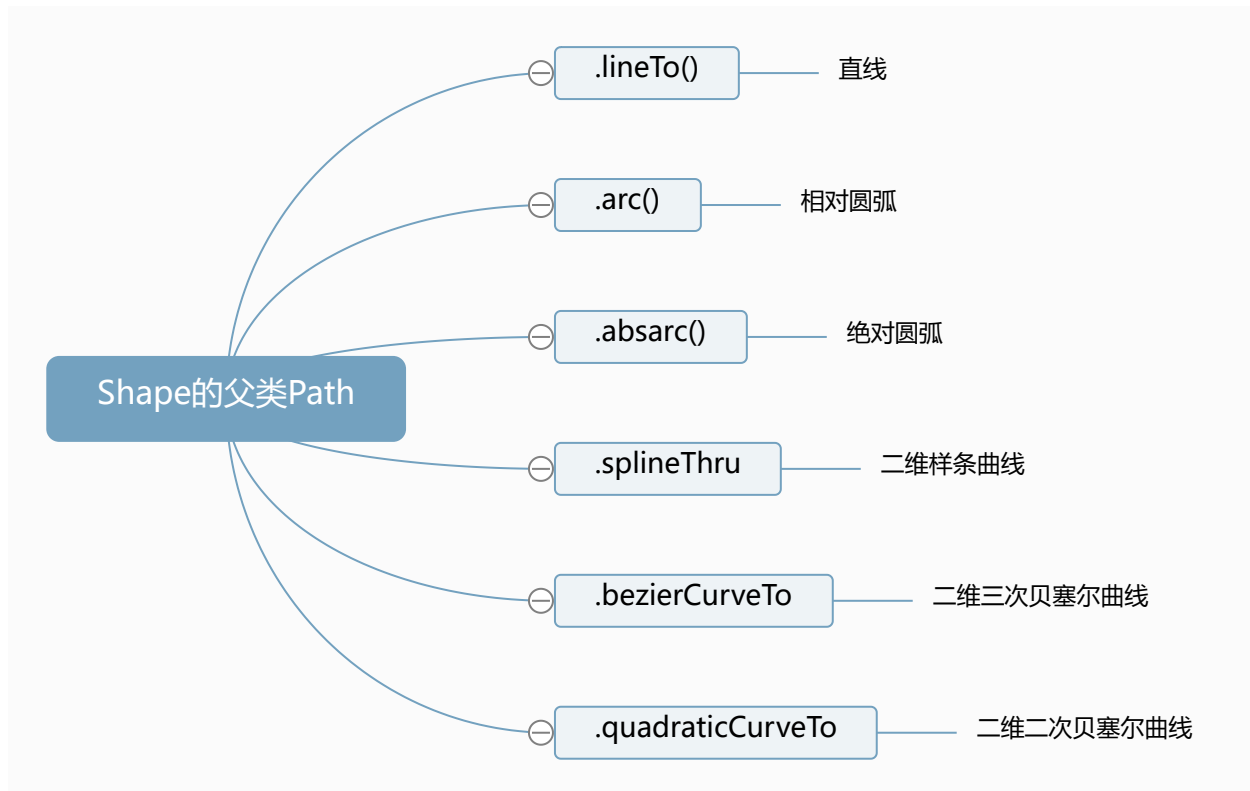 Shape的父类Path
.lineTo()
直线
.arc()
相对圆弧
.absarc()
绝对圆弧
.splineThru
二维样条曲线
.bezierCurveTo
二维三次贝塞尔曲线
.quadraticCurveTo
二维二次贝塞尔曲线